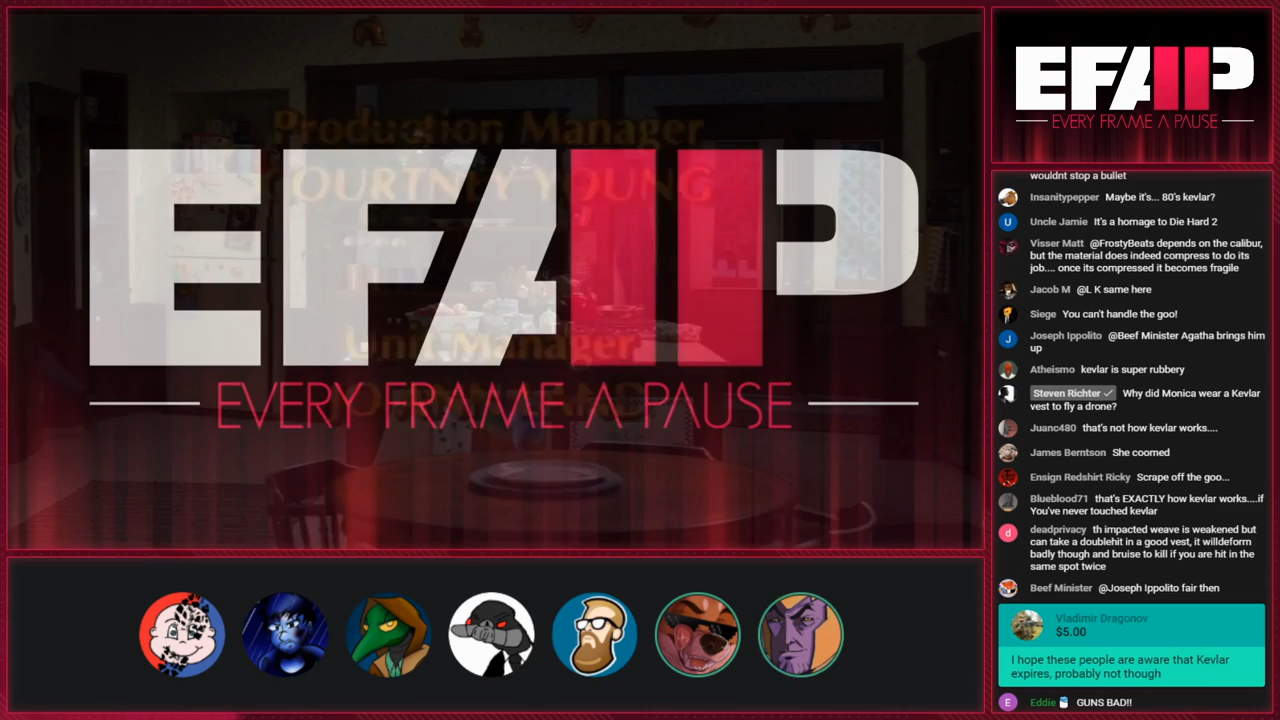 Production Manager
COURTNEY YOUNG
EFAP
Unit Manager
EVERY FRAME A PAUSE
EFAP
EVERY FRAME A PAUSE
wouldnt stop a bullet
Insanitypepper Maybe it's... 80's kevlar?
U
Uncle Jamie It's a homage to Die Hard 2
Visser Matt @FrostyBeats depends on the calibur,
but the material does indeed compress to do its
job.... once its compressed it becomes fragile
Jacob M @L K same here
Siege You can't handle the goo!
J
Joseph Ippolito @Beef Minister Agatha brings him
up
Atheismo kevlar is super rubbery
Steven Richter ✓ Why did Monica wear a Kevlar
vest to fly a drone?
Juanc480 that's not how kevlar works....
James Berntson She coomed
Ensign Redshirt Ricky Scrape off the goo...
Blueblood71 that's EXACTLY how kevlar works....if
You've never touched kevlar
d
deadprivacy th impacted weave is weakened but
can take a doublehit in a good vest, it willdeform
badly though and bruise to kill if you are hit in the
same spot twice
Beef Minister @Joseph Ippolito fair then
Vladimir Dragonov
$5.00
I hope these people are aware that Kevlar
expires, probably not though
E
Eddie GUNS BAD!!